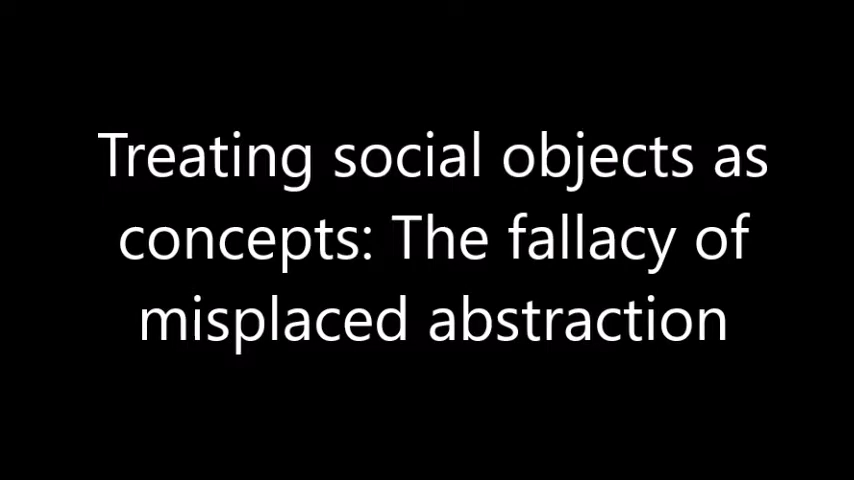 Treating social objects as
concepts: The fallacy of
misplaced abstraction